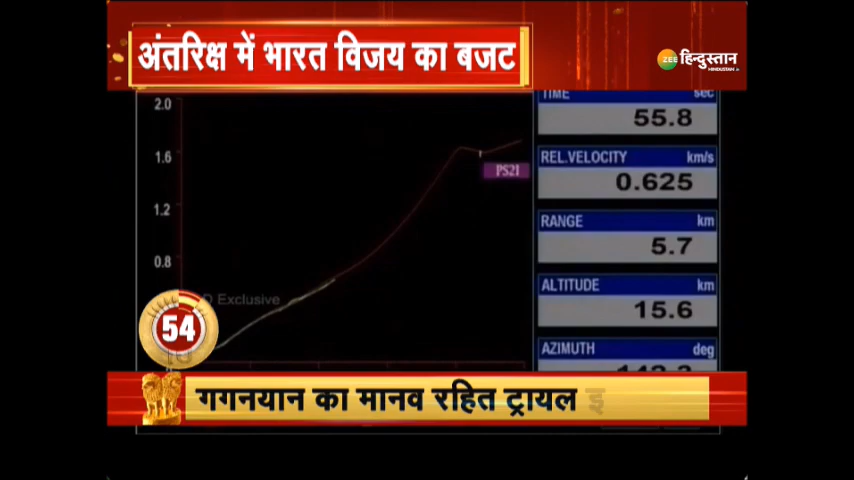 अंतरिक्ष में भारत विजय का बजट
ZEE हिन्दुस्तान
HINDUSTAN.in
2.0
1.6
1.2
0.8
PS2I
Exclusive
TIME sec
55.8
REL.VELOCITY km/s
0.625
RANGE km
5.7
ALTITUDE km
15.6
AZIMUTH deg
54
गगनयान का मानव रहित ट्रायल इ